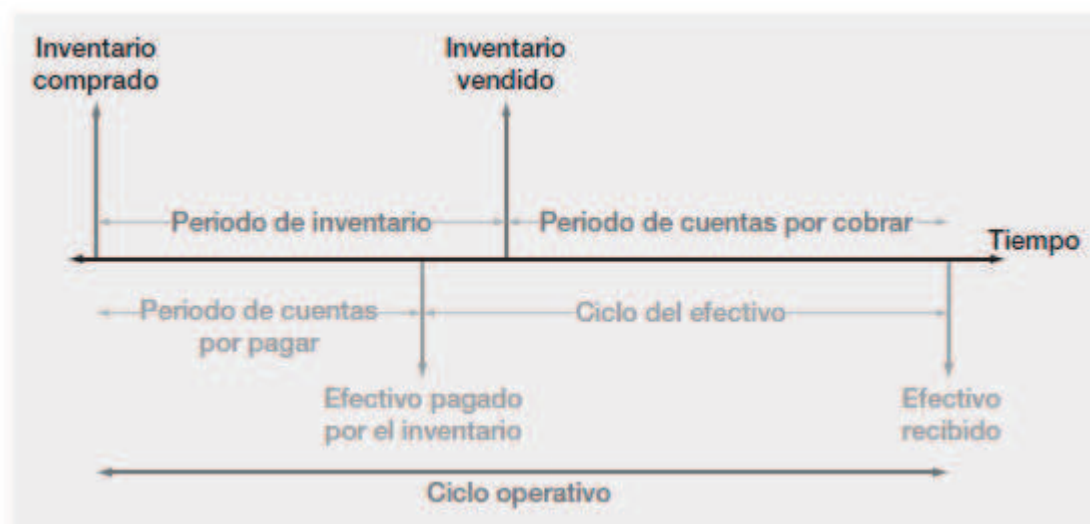 Inventario
comprado
Inventario
vendido
Periodo de inventario
Periodo de cuentas por cobrar
Tiempo
Periodo de cuentas
por pagar
Ciclo del efectivo
Efectivo pagado
por el inventario
Efectivo
recibido
Ciclo operativo